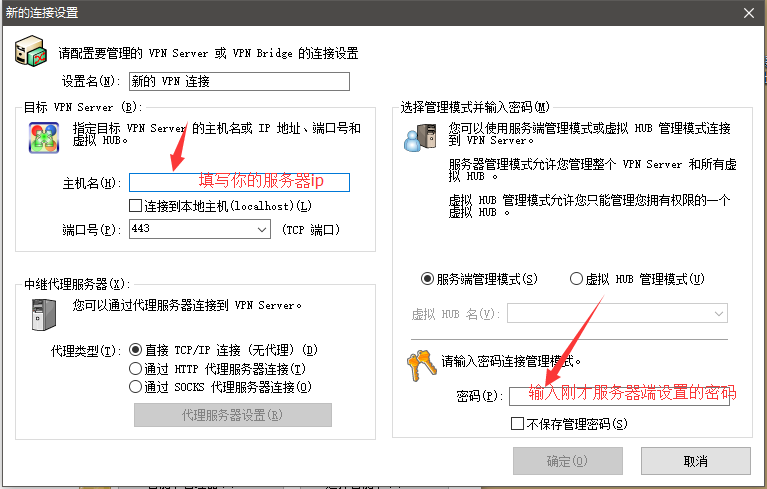 新的连接设置
请配置要管理的 VPN Server 或 VPN Bridge 的连接设置
设置名(N): 新的 VPN 连接
目标 VPN Server (B):
指定目标 VPN Server 的主机名或 IP 地址、端口号和
虚拟 HUB。
主机名(H): 填写你的服务器ip
连接到本地主机(localhost)(L)
端口号(P): 443 (TCP 端口)
中继代理服务器(X):
您可以通过代理服务器连接到 VPN Server。
代理类型(T): 直接 TCP/IP 连接 (无代理) (D)
通过 HTTP 代理服务器连接(T)
通过 SOCKS 代理服务器连接(O)
代理服务器设置(R)
选择管理模式并输入密码(M)
您可以使用服务端管理模式或虚拟 HUB 管理模式连接
到 VPN Server。
服务器管理模式允许您管理整个 VPN Server 和所有虚
拟 HUB 。
虚拟 HUB 管理模式允许您只能管理您拥有权限的一个
虚拟 HUB 。
服务端管理模式(S) 虚拟 HUB 管理模式(U)
虚拟 HUB 名(V):
请输入密码连接管理模式。
密码(P): 输入刚才服务器端设置的密码
不保存管理密码(S)
确定(O) 取消